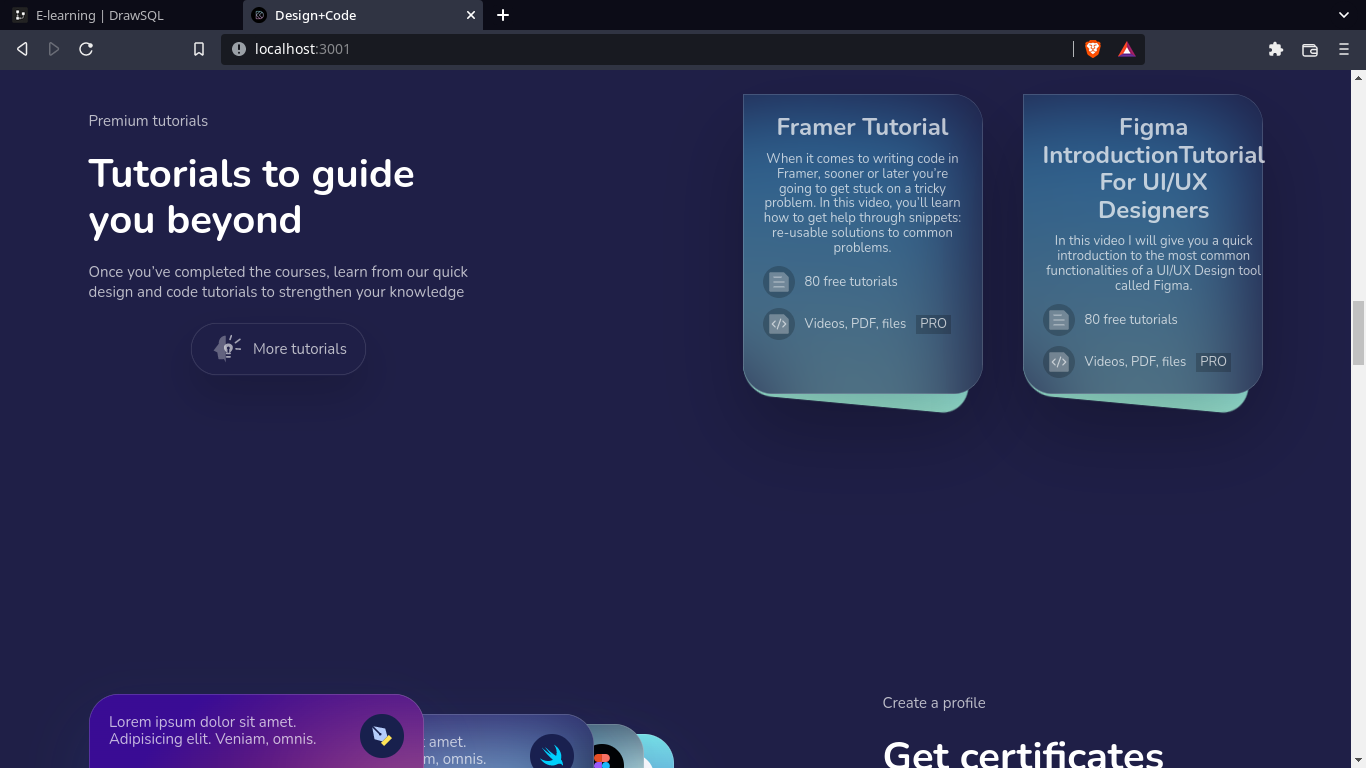 E-learning | DrawSQL
Design+Code
localhost:3001
Premium tutorials
Tutorials to guide
you beyond
Once you've completed the courses, learn from our quick
design and code tutorials to strengthen your knowledge
More tutorials
Framer Tutorial
When it comes to writing code in
Framer, sooner or later you're
going to get stuck on a tricky
problem. In this video, you'll learn
how to get help through snippets:
re-usable solutions to common
problems.
80 free tutorials
Videos, PDF, files PRO
Figma
IntroductionTutorial
For UI/UX
Designers
In this video I will give you a quick
introduction to the most common
functionalities of a UI/UX Design tool
called Figma.
80 free tutorials
Videos, PDF, files PRO
Lorem ipsum dolor sit amet.
Adipisicing elit. Veniam, omnis.
t amet.
m, omnis.
Create a profile
Get certificates